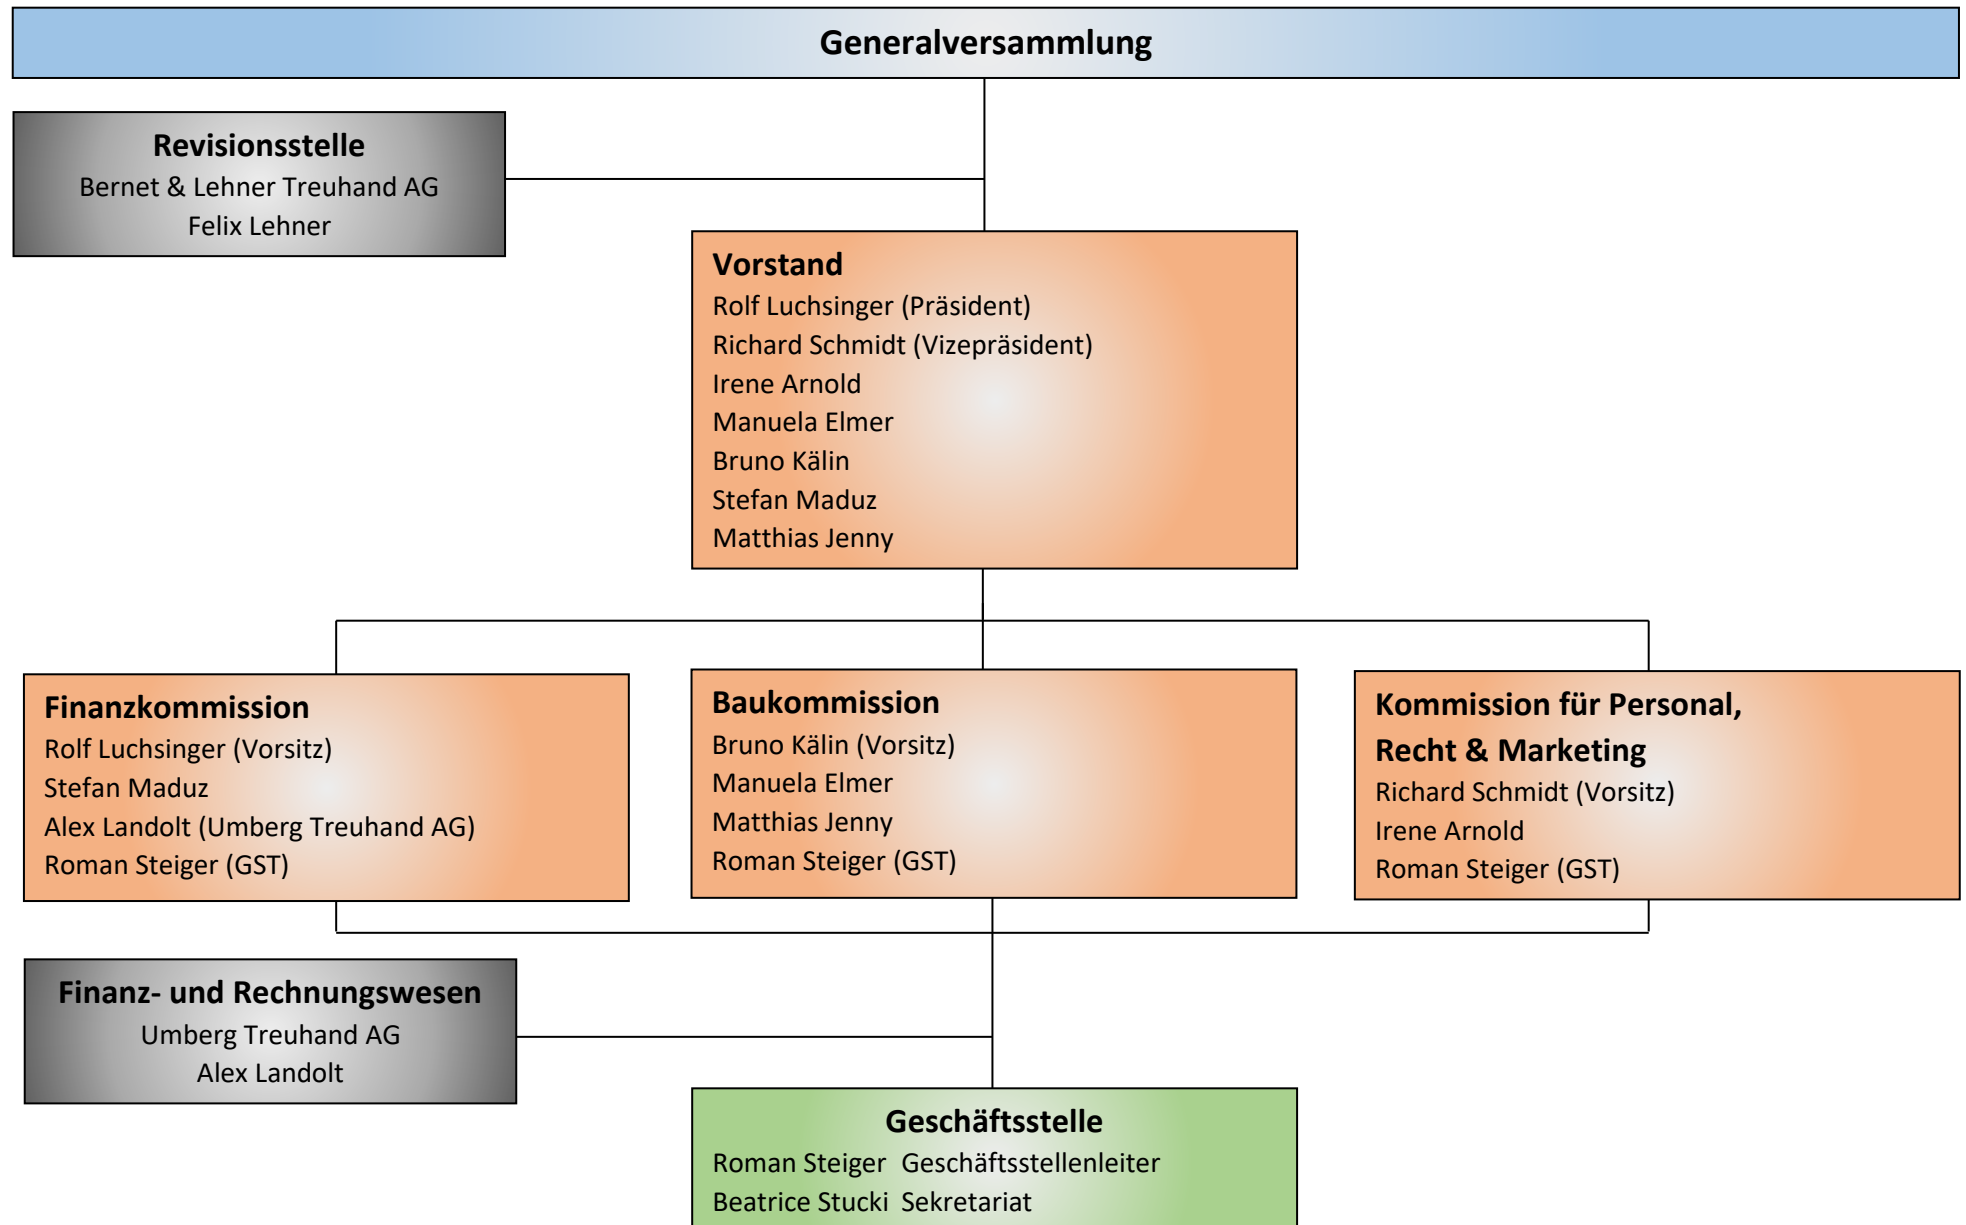 Generalversammlung
Revisionsstelle
Bernet & Lehner Treuhand AG
Felix Lehner
Vorstand
Rolf Luchsinger (Präsident)
Richard Schmidt (Vizepräsident)
Irene Arnold
Manuela Elmer
Bruno Kälin
Stefan Maduz
Matthias Jenny
Finanzkommission
Rolf Luchsinger (Vorsitz)
Stefan Maduz
Alex Landolt (Umberg Treuhand AG)
Roman Steiger (GST)
Baukommission
Bruno Kälin (Vorsitz)
Manuela Elmer
Matthias Jenny
Roman Steiger (GST)
Kommission für Personal,
Recht & Marketing
Richard Schmidt (Vorsitz)
Irene Arnold
Roman Steiger (GST)
Finanz- und Rechnungswesen
Umberg Treuhand AG
Alex Landolt
Geschäftsstelle
Roman Steiger Geschäftsstellenleiter
Beatrice Stucki Sekretariat